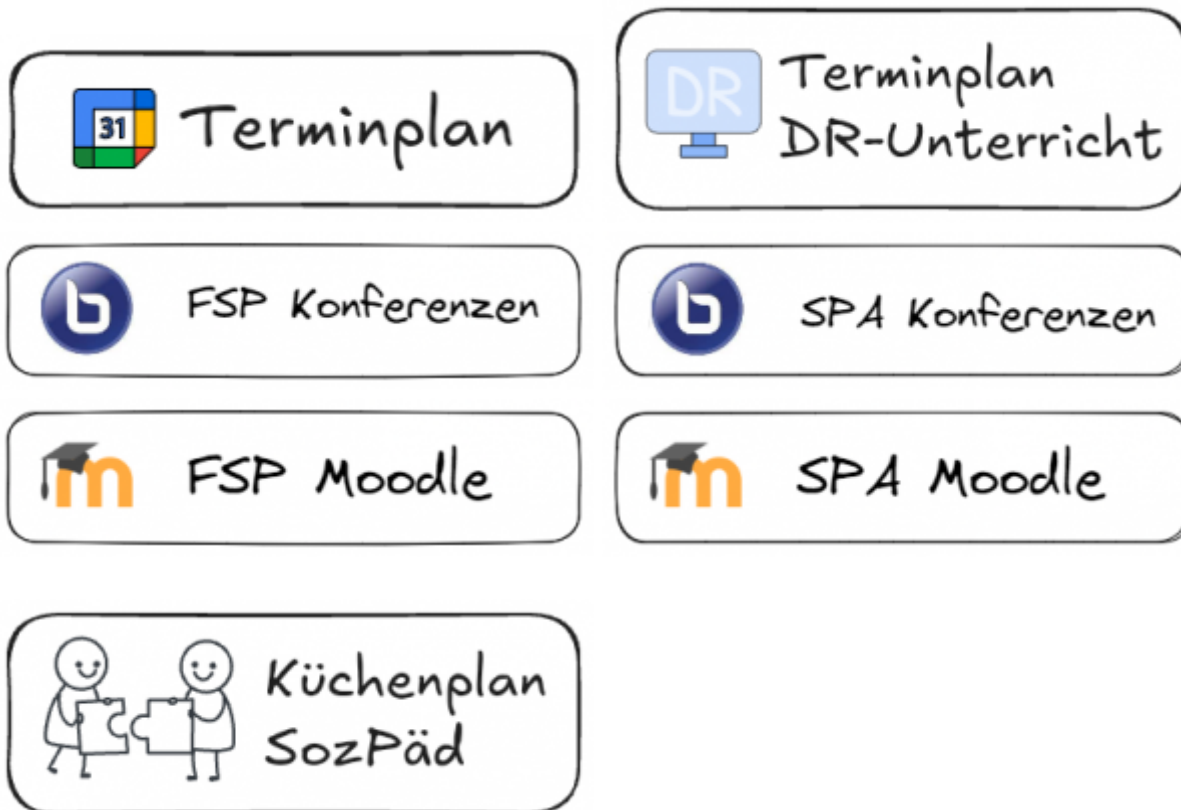 31 Terminplan
DR Terminplan
DR-Unterricht
b FSP Konferenzen
b SPA Konferenzen
m FSP Moodle
m SPA Moodle
Küchenplan
SozPäd